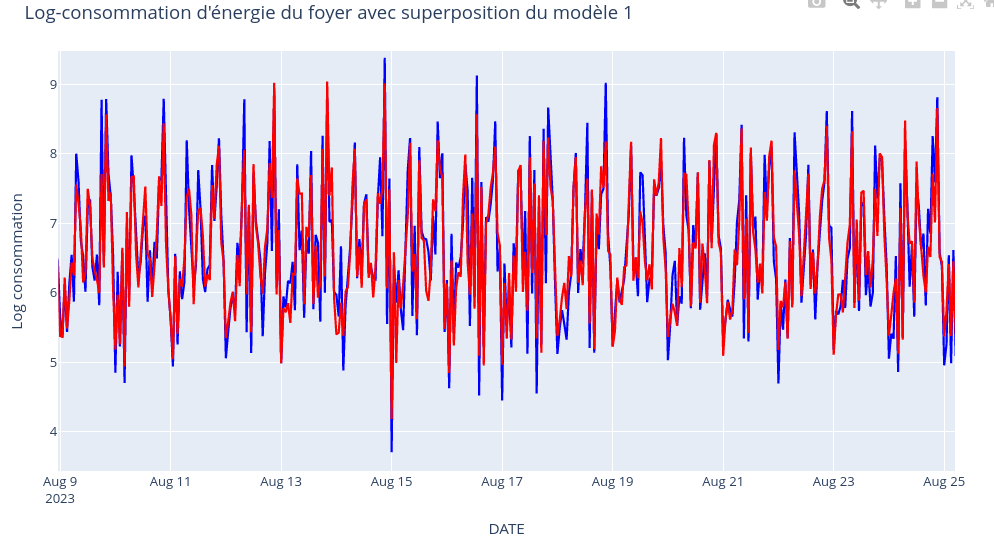 Log-consommation d'énergie du foyer avec superposition du modèle 1
Log consommation
9
8
7
6
5
4
Aug 9
2023
Aug 11
Aug 13
Aug 15
Aug 17
Aug 19
Aug 21
Aug 23
Aug 25
DATE